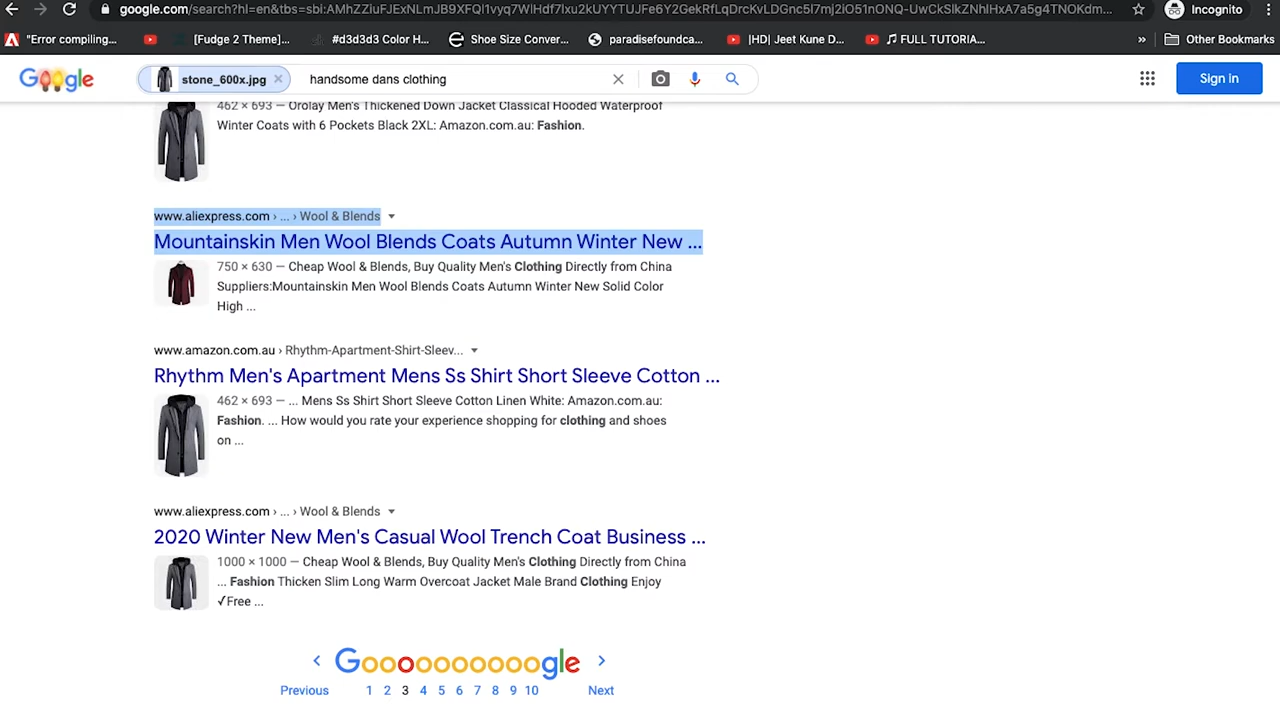 google.com/search?hl=en&tbs=sbi:AMhZZiuFJExNLmJB9XFQl1vyq7WlHdf7lxu2kUYYTUJFe6Y2GekRfLqDrcKvLDGnc5l7mj2iO51nONQ-UwCkSlkZNhlHxA7a5g4TNOKdm...
Incognito
"Error compiling...
[Fudge 2 Theme]...
#d3d3d3 Color H...
Shoe Size Conver...
paradisefoundca...
|HD| Jeet Kune D...
♫ FULL TUTORIA...
»
Other Bookmarks
Google
stone_600x.jpg
handsome dans clothing
Sign in
462 × 693 — Orolay Men's Thickened Down Jacket Classical Hooded Waterproof
Winter Coats with 6 Pockets Black 2XL: Amazon.com.au: Fashion.
www.aliexpress.com › ... › Wool & Blends
Mountainskin Men Wool Blends Coats Autumn Winter New ...
750 × 630 — Cheap Wool & Blends, Buy Quality Men's Clothing Directly from China
Suppliers:Mountainskin Men Wool Blends Coats Autumn Winter New Solid Color
High ...
www.amazon.com.au › Rhythm-Apartment-Shirt-Sleev...
Rhythm Men's Apartment Mens Ss Shirt Short Sleeve Cotton ...
462 × 693 — ... Mens Ss Shirt Short Sleeve Cotton Linen White: Amazon.com.au:
Fashion. ... How would you rate your experience shopping for clothing and shoes
on ...
www.aliexpress.com › ... › Wool & Blends
2020 Winter New Men's Casual Wool Trench Coat Business ...
1000 × 1000 — Cheap Wool & Blends, Buy Quality Men's Clothing Directly from China
... Fashion Thicken Slim Long Warm Overcoat Jacket Male Brand Clothing Enjoy
✓Free ...
‹ Goooooooooogle ›
Previous 1 2 3 4 5 6 7 8 9 10 Next